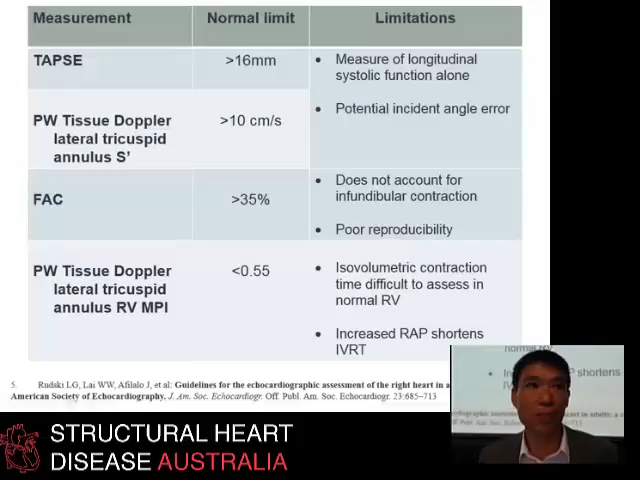 Measurement Normal limit Limitations
TAPSE >16mm • Measure of longitudinal
systolic function alone
• Potential incident angle error
PW Tissue Doppler
lateral tricuspid
annulus S’ >10 cm/s
FAC >35% • Does not account for
infundibular contraction
• Poor reproducibility
PW Tissue Doppler
lateral tricuspid
annulus RV MPI <0.55 • Isovolumetric contraction
time difficult to assess in
normal RV
• Increased RAP shortens
IVRT
5. Rudski LG, Lai WW, Afilalo J, et al: Guidelines for the echocardiographic assessment of the right heart in a
American Society of Echocardiography. J. Am. Soc. Echocardiogr. Off. Publ. Am. Soc. Echocardiogr. 23:685–713
normal RV
shortens
STRUCTURAL HEART
DISEASE AUSTRALIA